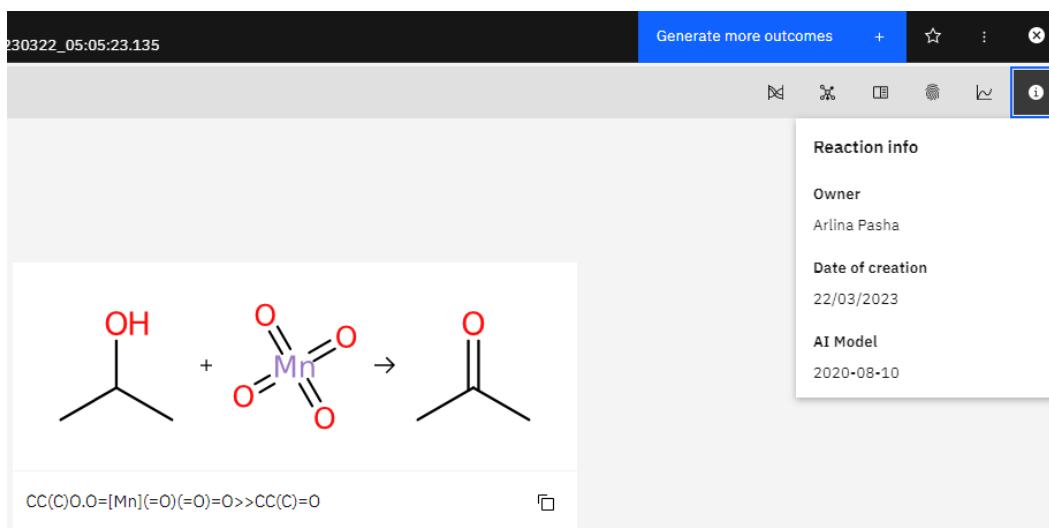 230322_05:05:23.135
Generate more outcomes +
Reaction info
Owner
Arlina Pasha
Date of creation
22/03/2023
AI Model
2020-08-10
OH
+
O
O
Mn
O
O
→
O
CC(C)O.O=[Mn](=O)(=O)=O>>CC(C)=O